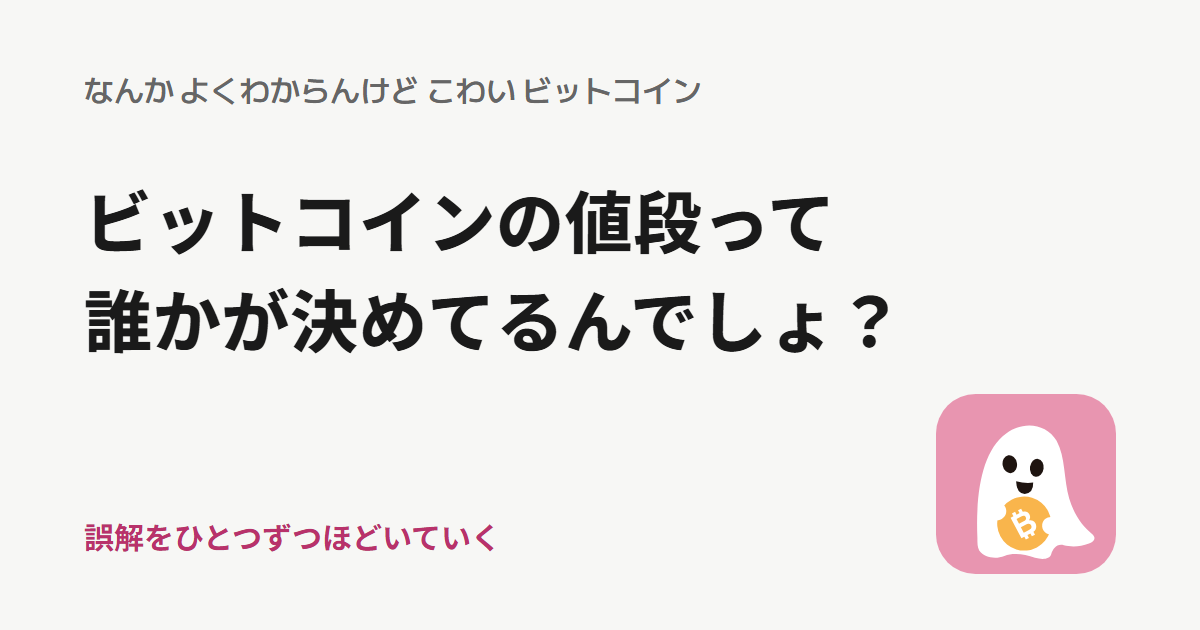 なんか よくわからんけど こわい ビットコイン
ビットコインの値段って
誰かが決めてるんでしょ？
誤解をひとつずつほどいていく